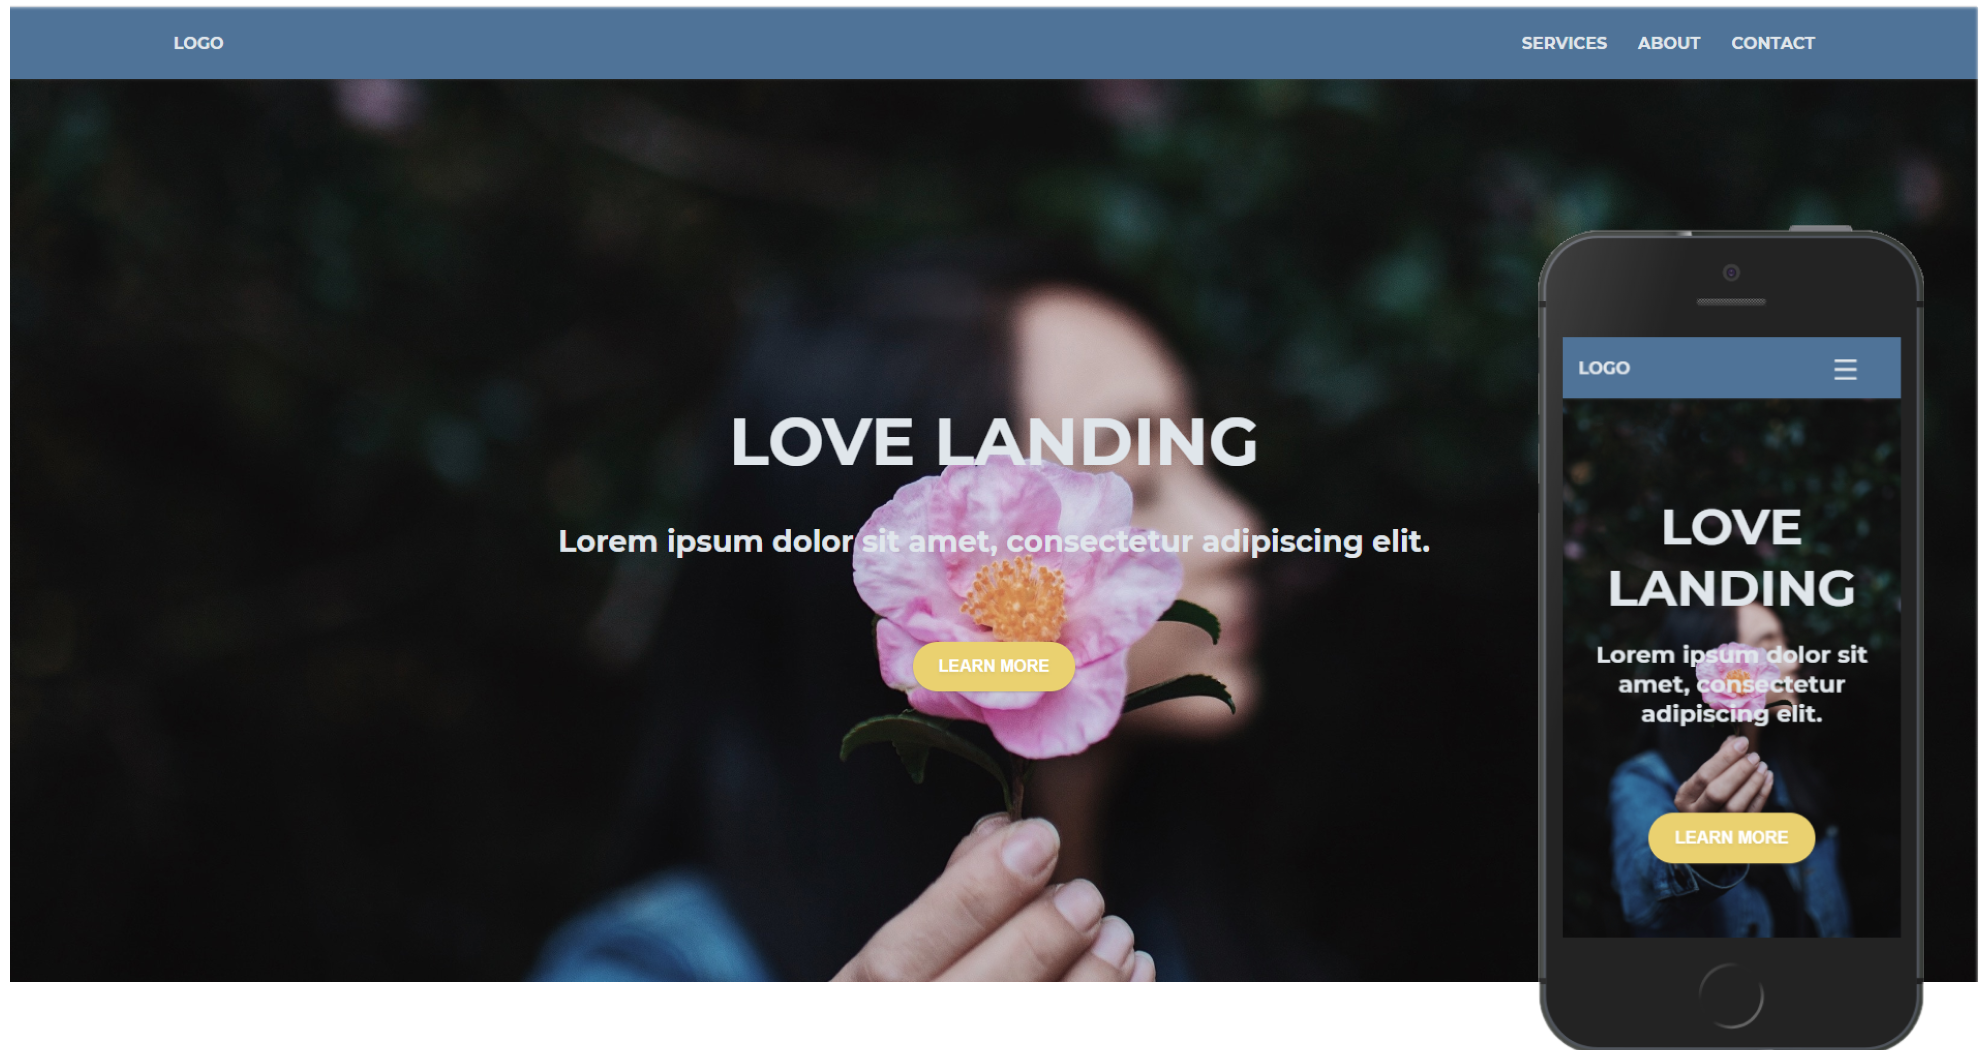 LOGO
SERVICES ABOUT CONTACT
LOVE LANDING
Lorem ipsum dolor sit amet, consectetur adipiscing elit.
LEARN MORE
LOGO
LOVE
LANDING
Lorem ipsum dolor sit
amet, consectetur
adipiscing elit.
LEARN MORE